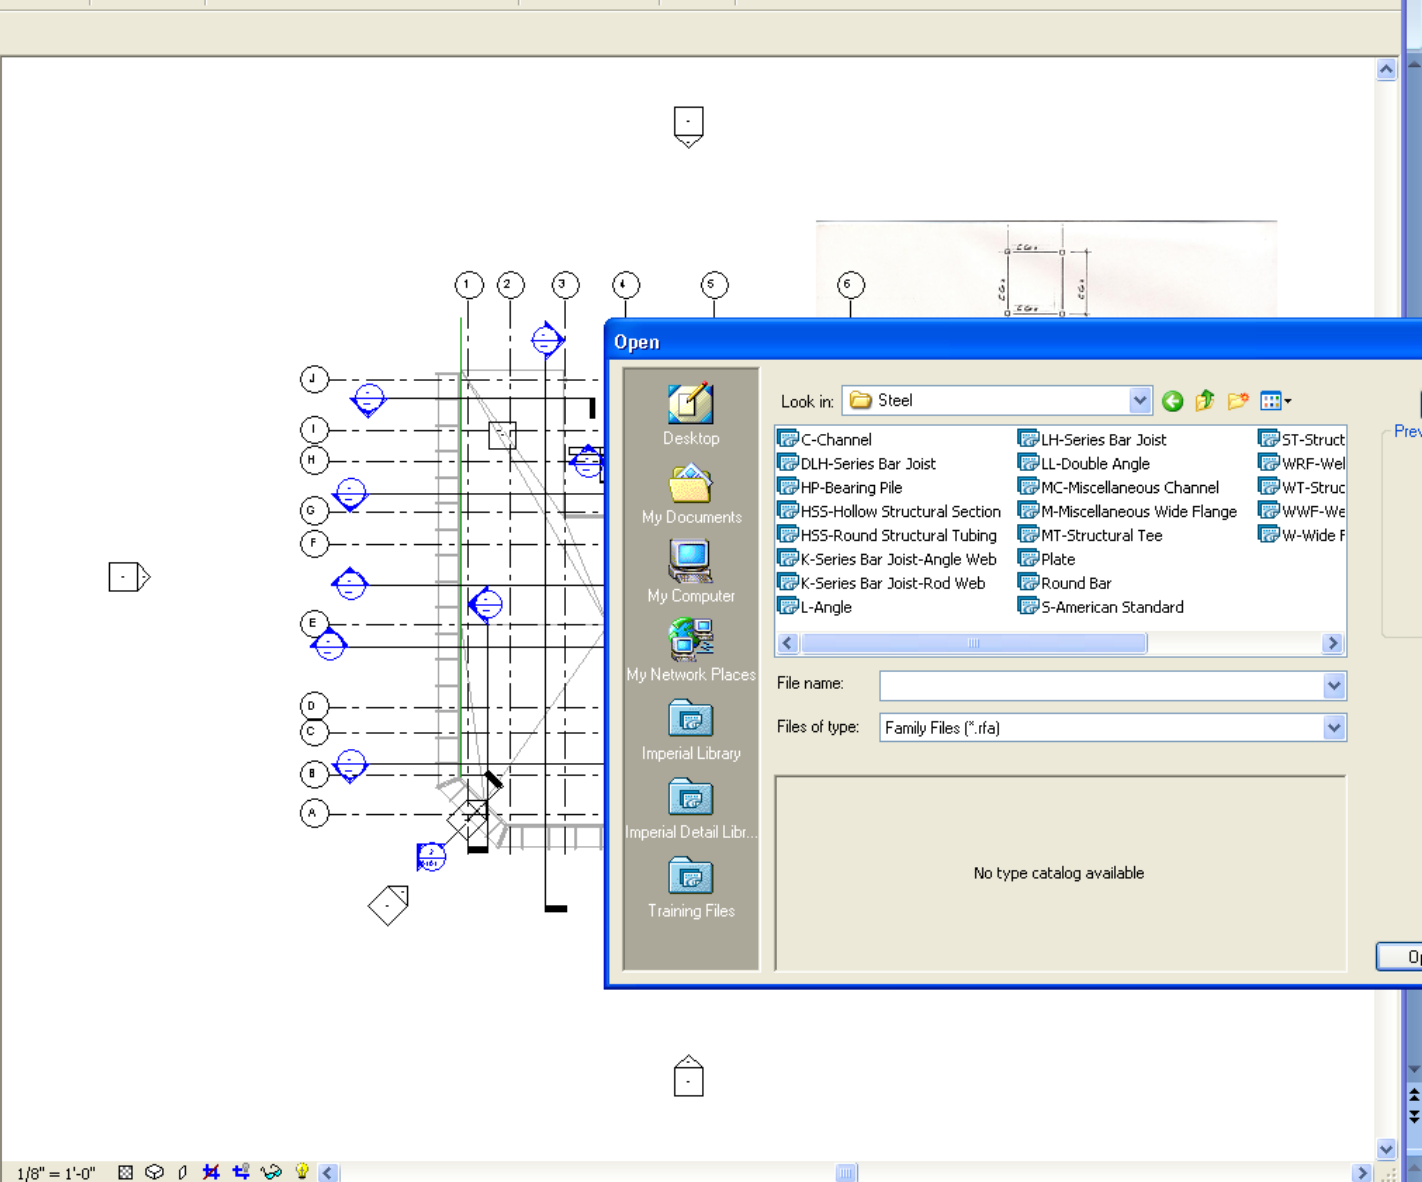 1 2 3 4 5 6
J
I
H
G
F
E
D
C
B
A
Open
Look in: Steel
Desktop
My Documents
My Computer
My Network Places
Imperial Library
Imperial Detail Libr...
Training Files
C-Channel
DLH-Series Bar Joist
HP-Bearing Pile
HSS-Hollow Structural Section
HSS-Round Structural Tubing
K-Series Bar Joist-Angle Web
K-Series Bar Joist-Rod Web
L-Angle
LH-Series Bar Joist
LL-Double Angle
MC-Miscellaneous Channel
M-Miscellaneous Wide Flange
MT-Structural Tee
Plate
Round Bar
S-American Standard
ST-Struct
WRF-Wel
WT-Struc
WWF-We
W-Wide F
Prev
File name:
Files of type: Family Files (*.rfa)
No type catalog available
Op
1/8" = 1'-0"